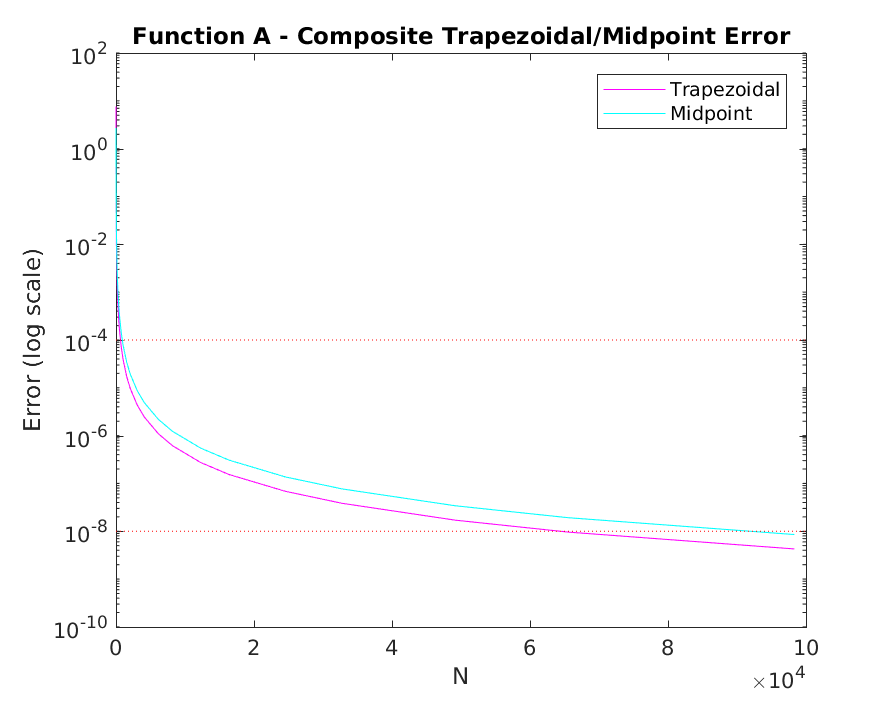 Function A - Composite Trapezoidal/Midpoint Error
Trapezoidal
Midpoint
Error (log scale)
10^2
10^0
10^-2
10^-4
10^-6
10^-8
10^-10
0 2 4 6 8 10
×10^4
N